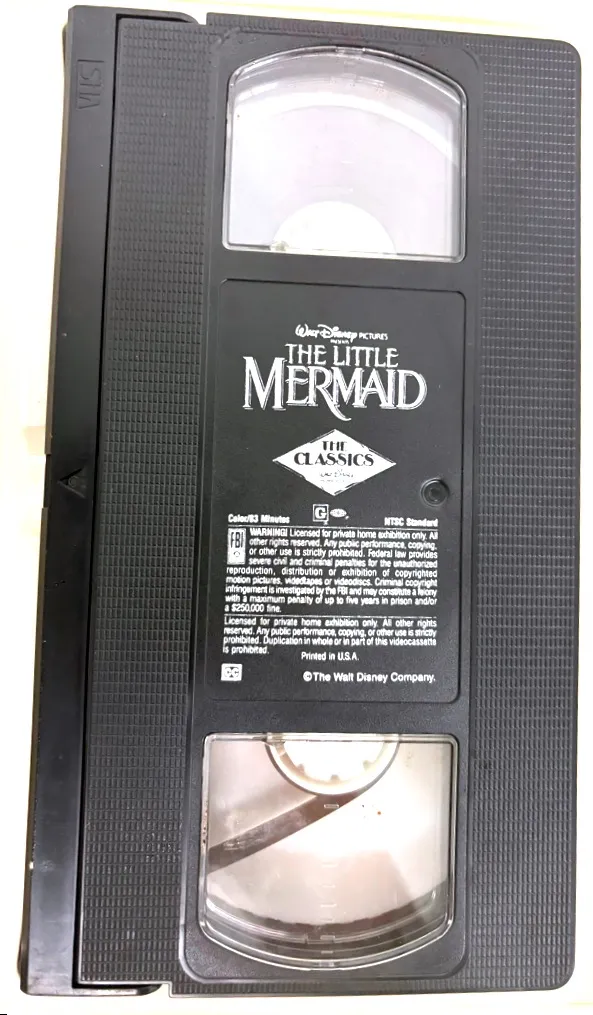 VHS
Walt Disney PICTURES
PRESENTS
THE LITTLE
MERMAID
THE
CLASSICS
Walt Disney
G
Color/83 Minutes NTSC Standard
FBI WARNING! Licensed for private home exhibition only. All
other rights reserved. Any public performance, copying,
or other use is strictly prohibited. Federal law provides
severe civil and criminal penalties for the unauthorized
reproduction, distribution or exhibition of copyrighted
motion pictures, videotapes or videodiscs. Criminal copyright
infringement is investigated by the FBI and may constitute a felony
with a maximum penalty of up to five years in prison and/or
a $250,000 fine.
Licensed for private home exhibition only. All other rights
reserved. Any public performance, copying, or other use is strictly
prohibited. Duplication in whole or in part of this videocassette
is prohibited.
Printed in U.S.A.
CC ©The Walt Disney Company.